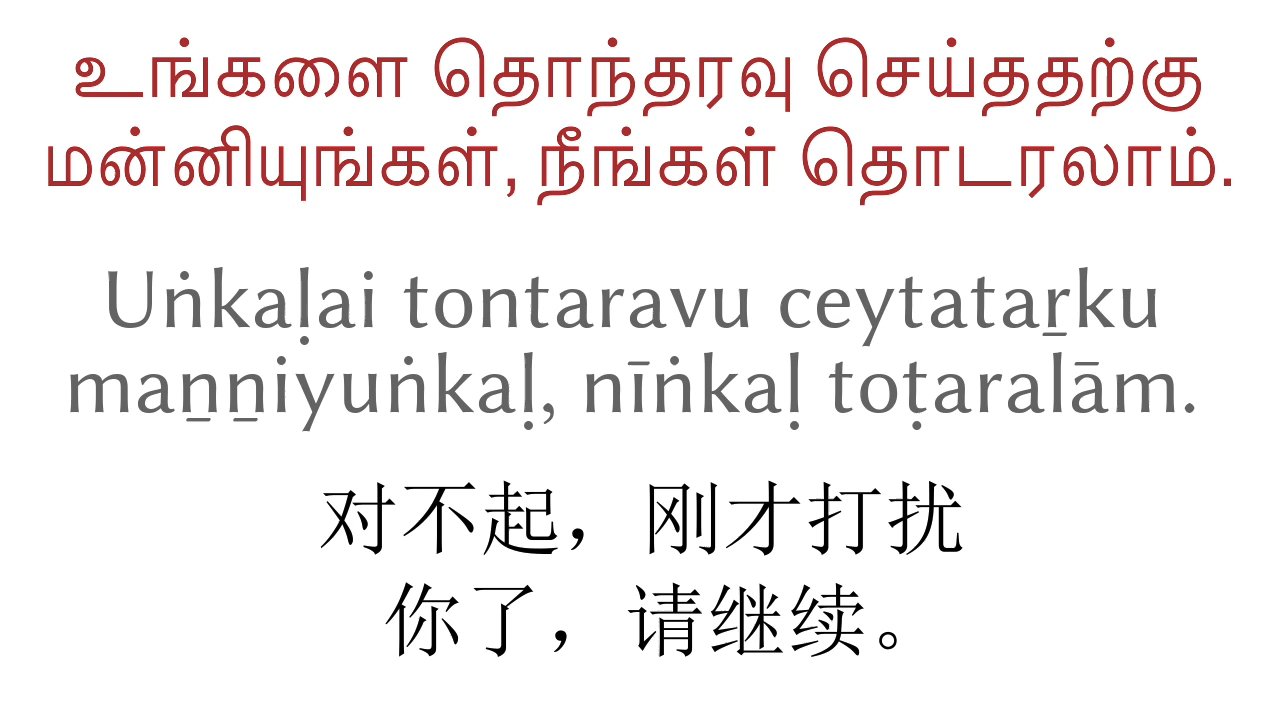 உங்களை தொந்தரவு செய்ததற்கு
மன்னியுங்கள், நீங்கள் தொடரலாம்.
Uṅkaḷai tontaravu ceytataṟku
maṉṉiyuṅkaḷ, nīṅkaḷ toṭaralām.
对不起，刚才打扰
你了，请继续。